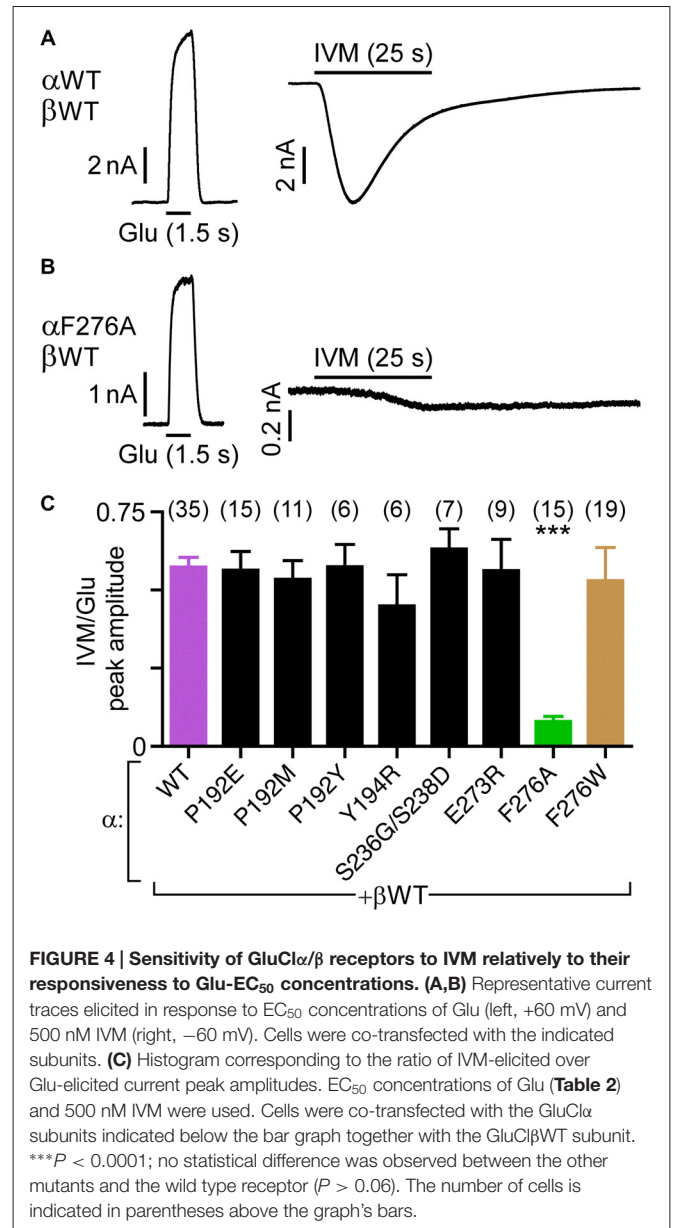 A
αWT
βWT
2 nA
Glu (1.5 s)
IVM (25 s)
2 nA
B
αF276A
βWT
1 nA
Glu (1.5 s)
IVM (25 s)
0.2 nA
C
0.75
(35) (15) (11) (6) (6) (7) (9) (15) (19)
***
IVM/Glu
peak amplitude
0
α:
WT
P192E
P192M
P192Y
Y194R
S236G/S238D
E273R
F276A
F276W
+βWT
FIGURE 4 | Sensitivity of GluClα/β receptors to IVM relatively to their
responsiveness to Glu-EC₅₀ concentrations. (A,B) Representative current
traces elicited in response to EC₅₀ concentrations of Glu (left, +60 mV) and
500 nM IVM (right, −60 mV). Cells were co-transfected with the indicated
subunits. (C) Histogram corresponding to the ratio of IVM-elicited over
Glu-elicited current peak amplitudes. EC₅₀ concentrations of Glu (Table 2)
and 500 nM IVM were used. Cells were co-transfected with the GluClα
subunits indicated below the bar graph together with the GluClβWT subunit.
***P < 0.0001; no statistical difference was observed between the other
mutants and the wild type receptor (P > 0.06). The number of cells is
indicated in parentheses above the graph's bars.